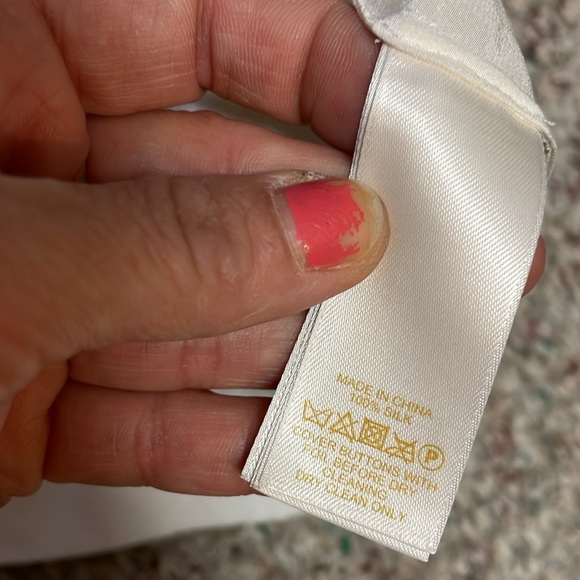 MADE IN CHINA
100% SILK
P
COVER BUTTONS WITH
FOIL BEFORE DRY
CLEANING
DRY CLEAN ONLY